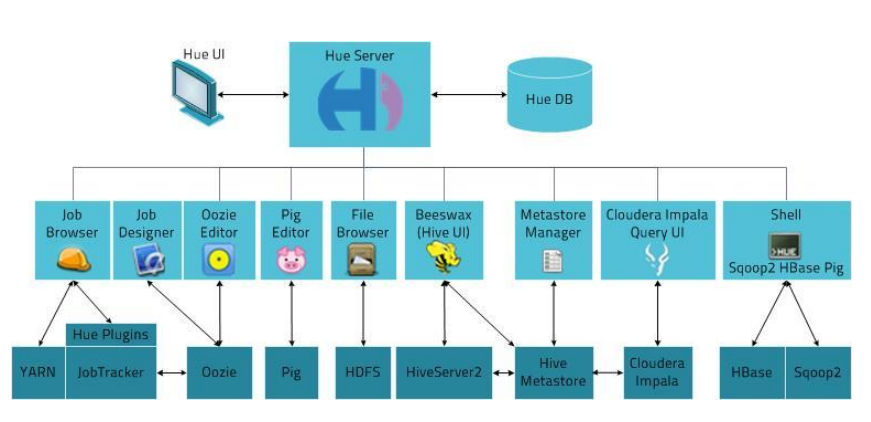 Hue UI
Hue Server
Hue DB
Job
Browser
Job
Designer
Oozie
Editor
Pig
Editor
File
Browser
Beeswax
(Hive UI)
Metastore
Manager
Cloudera Impala
Query UI
Shell
>HUE
Sqoop2 HBase Pig
Hue Plugins
YARN
JobTracker
Oozie
Pig
HDFS
HiveServer2
Hive
Metastore
Cloudera
Impala
HBase
Sqoop2